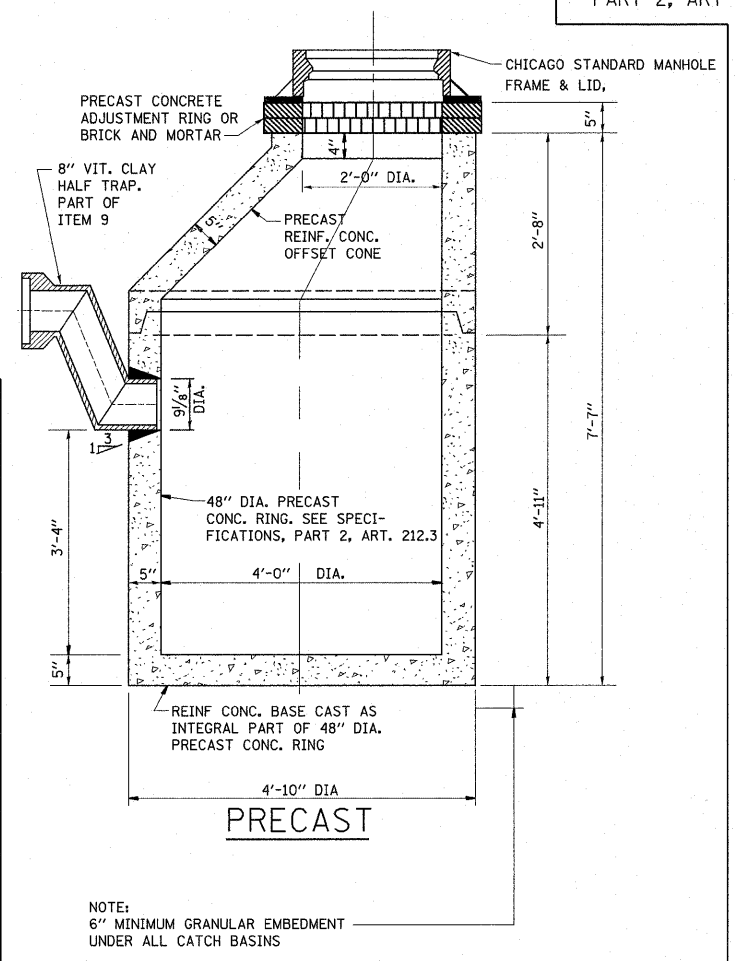 PART 2, ART
CHICAGO STANDARD MANHOLE
FRAME & LID,
PRECAST CONCRETE
ADJUSTMENT RING OR
BRICK AND MORTAR
5"
4"
8" VIT. CLAY
HALF TRAP.
PART OF
ITEM 9
2'-0" DIA.
5"
PRECAST
REINF. CONC.
OFFSET CONE
2'-8"
9 1/8"
DIA.
7'-7"
3
1
4'-11"
48" DIA. PRECAST
CONC. RING. SEE SPECI-
FICATIONS, PART 2, ART. 212.3
3'-4"
5"
4'-0" DIA.
5"
REINF CONC. BASE CAST AS
INTEGRAL PART OF 48" DIA.
PRECAST CONC. RING
4'-10" DIA
PRECAST
NOTE:
6" MINIMUM GRANULAR EMBEDMENT
UNDER ALL CATCH BASINS